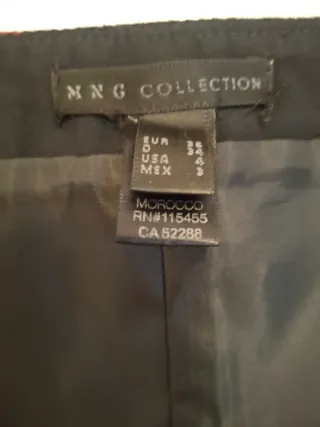 MNG COLLECTION
EUR 36
D 34
USA 4
MEX 3
MOROCCO
RN#115455
CA 52288